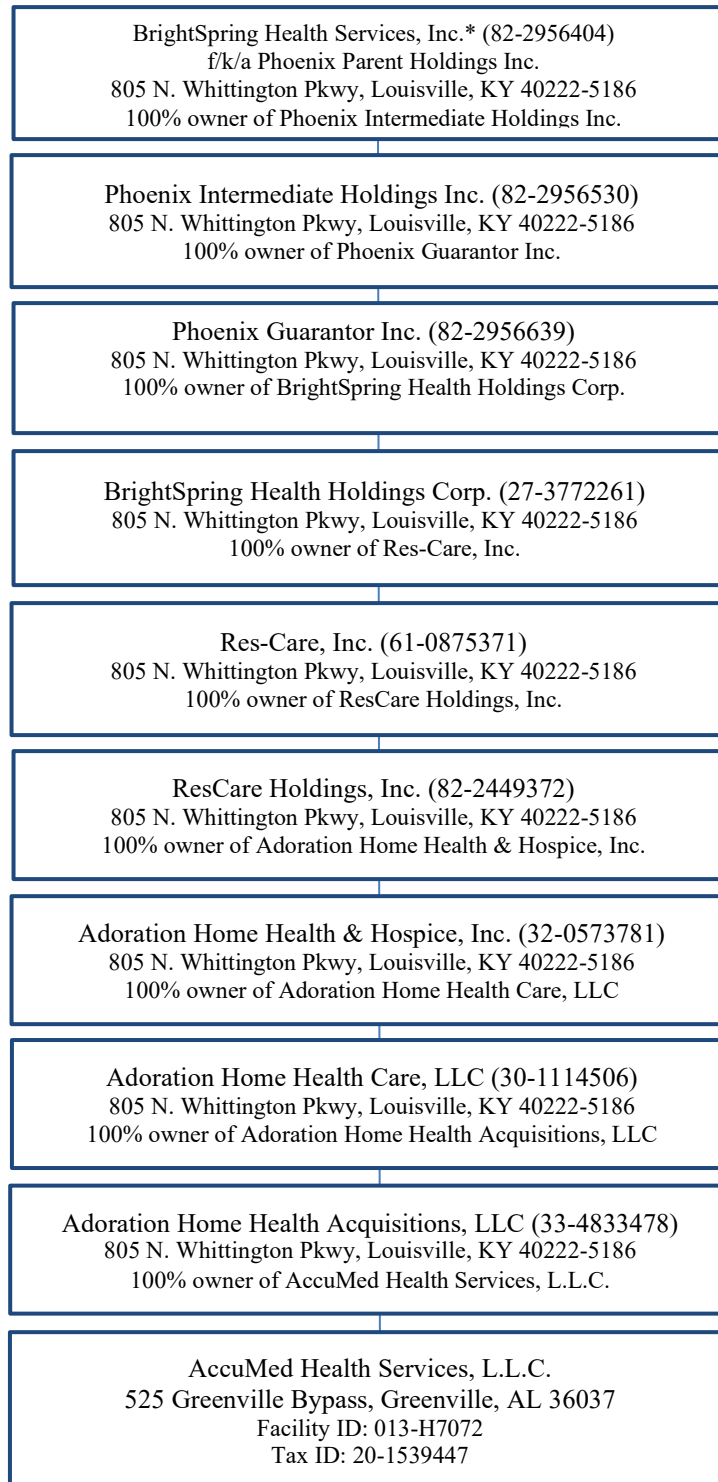 BrightSpring Health Services, Inc.* (82-2956404)
f/k/a Phoenix Parent Holdings Inc.
805 N. Whittington Pkwy, Louisville, KY 40222-5186
100% owner of Phoenix Intermediate Holdings Inc.
Phoenix Intermediate Holdings Inc. (82-2956530)
805 N. Whittington Pkwy, Louisville, KY 40222-5186
100% owner of Phoenix Guarantor Inc.
Phoenix Guarantor Inc. (82-2956639)
805 N. Whittington Pkwy, Louisville, KY 40222-5186
100% owner of BrightSpring Health Holdings Corp.
BrightSpring Health Holdings Corp. (27-3772261)
805 N. Whittington Pkwy, Louisville, KY 40222-5186
100% owner of Res-Care, Inc.
Res-Care, Inc. (61-0875371)
805 N. Whittington Pkwy, Louisville, KY 40222-5186
100% owner of ResCare Holdings, Inc.
ResCare Holdings, Inc. (82-2449372)
805 N. Whittington Pkwy, Louisville, KY 40222-5186
100% owner of Adoration Home Health & Hospice, Inc.
Adoration Home Health & Hospice, Inc. (32-0573781)
805 N. Whittington Pkwy, Louisville, KY 40222-5186
100% owner of Adoration Home Health Care, LLC
Adoration Home Health Care, LLC (30-1114506)
805 N. Whittington Pkwy, Louisville, KY 40222-5186
100% owner of Adoration Home Health Acquisitions, LLC
Adoration Home Health Acquisitions, LLC (33-4833478)
805 N. Whittington Pkwy, Louisville, KY 40222-5186
100% owner of AccuMed Health Services, L.L.C.
AccuMed Health Services, L.L.C.
525 Greenville Bypass, Greenville, AL 36037
Facility ID: 013-H7072
Tax ID: 20-1539447